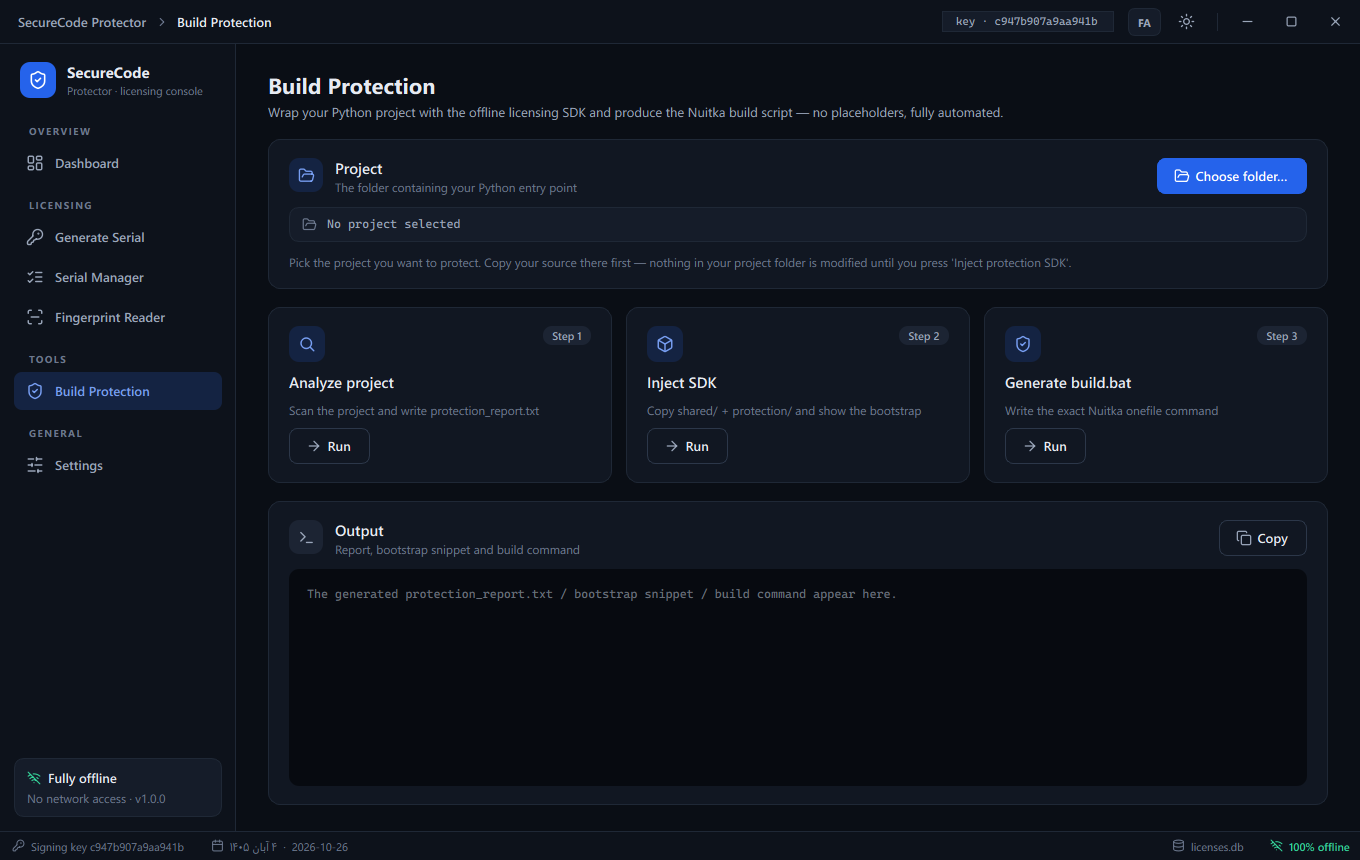 SecureCode Protector > Build Protection
key · c947b907a9aa941b
FA
SecureCode
Protector · licensing console
OVERVIEW
Dashboard
LICENSING
Generate Serial
Serial Manager
Fingerprint Reader
TOOLS
Build Protection
GENERAL
Settings
Fully offline
No network access · v1.0.0
Build Protection
Wrap your Python project with the offline licensing SDK and produce the Nuitka build script — no placeholders, fully automated.
Project
The folder containing your Python entry point
Choose folder...
No project selected
Pick the project you want to protect. Copy your source there first — nothing in your project folder is modified until you press 'Inject protection SDK'.
Step 1
Analyze project
Scan the project and write protection_report.txt
Run
Step 2
Inject SDK
Copy shared/ + protection/ and show the bootstrap
Run
Step 3
Generate build.bat
Write the exact Nuitka onefile command
Run
Output
Report, bootstrap snippet and build command
Copy
The generated protection_report.txt / bootstrap snippet / build command appear here.
Signing key c947b907a9aa941b
۴ آبان ۱۴۰۵ · 2026-10-26
licenses.db
100% offline